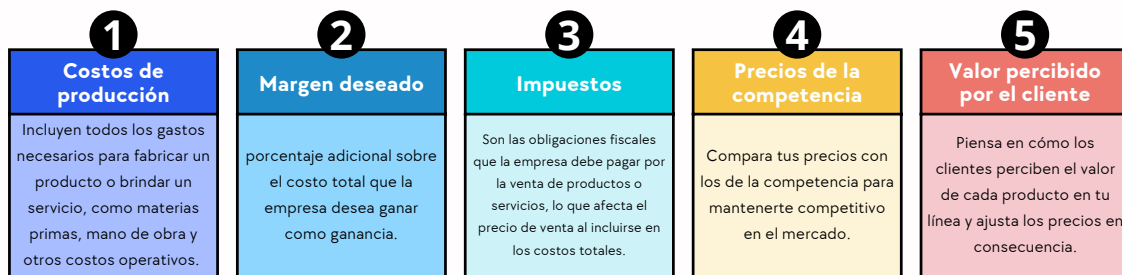 1
Costos de
producción
Incluyen todos los gastos
necesarios para fabricar un
producto o brindar un
servicio, como materias
primas, mano de obra y
otros costos operativos.
2
Margen deseado
porcentaje adicional sobre
el costo total que la
empresa desea ganar
como ganancia.
3
Impuestos
Son las obligaciones fiscales
que la empresa debe pagar por
la venta de productos o
servicios, lo que afecta el
precio de venta al incluirse en
los costos totales.
4
Precios de la
competencia
Compara tus precios con
los de la competencia para
mantenerte competitivo
en el mercado.
5
Valor percibido
por el cliente
Piensa en cómo los
clientes perciben el valor
de cada producto en tu
línea y ajusta los precios en
consecuencia.